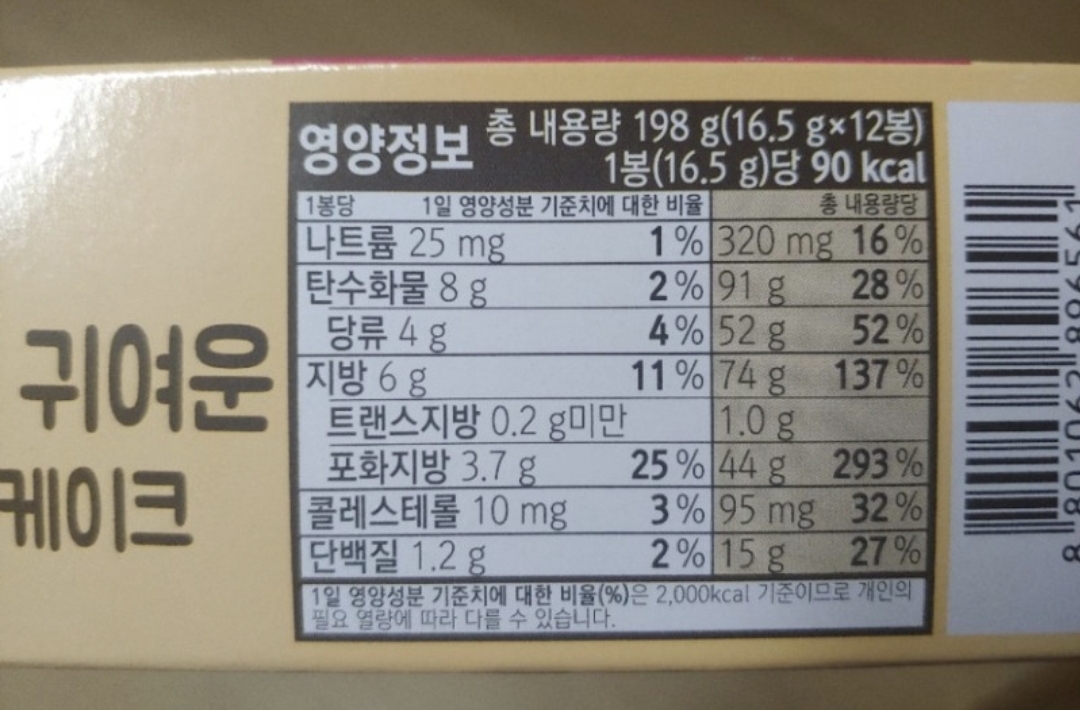 영양정보
총 내용량 198 g(16.5 g×12봉)
1봉(16.5 g)당 90 kcal
1봉당 1일 영양성분 기준치에 대한 비율 총 내용량당
나트륨 25 mg 1 % 320 mg 16 %
탄수화물 8 g 2 % 91 g 28 %
당류 4 g 4 % 52 g 52 %
지방 6 g 11 % 74 g 137 %
트랜스지방 0.2 g미만 1.0 g
포화지방 3.7 g 25 % 44 g 293 %
콜레스테롤 10 mg 3 % 95 mg 32 %
단백질 1.2 g 2 % 15 g 27 %
1일 영양성분 기준치에 대한 비율(%)은 2,000kcal 기준이므로 개인의
필요 열량에 따라 다를 수 있습니다.
8 801062 886561